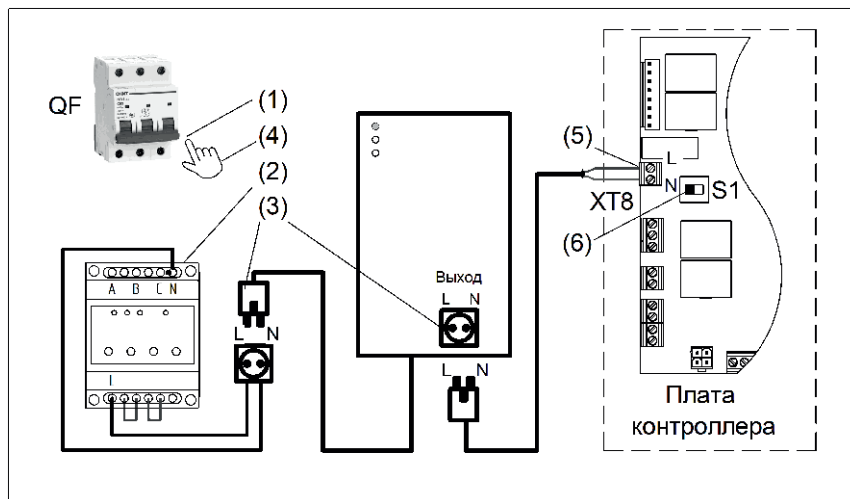 QF
(1)
(4)
(2)
(3)
(5)
L
N
S1
XT8
(6)
A B C N
L N
Выход
L N
L N
Плата
контроллера